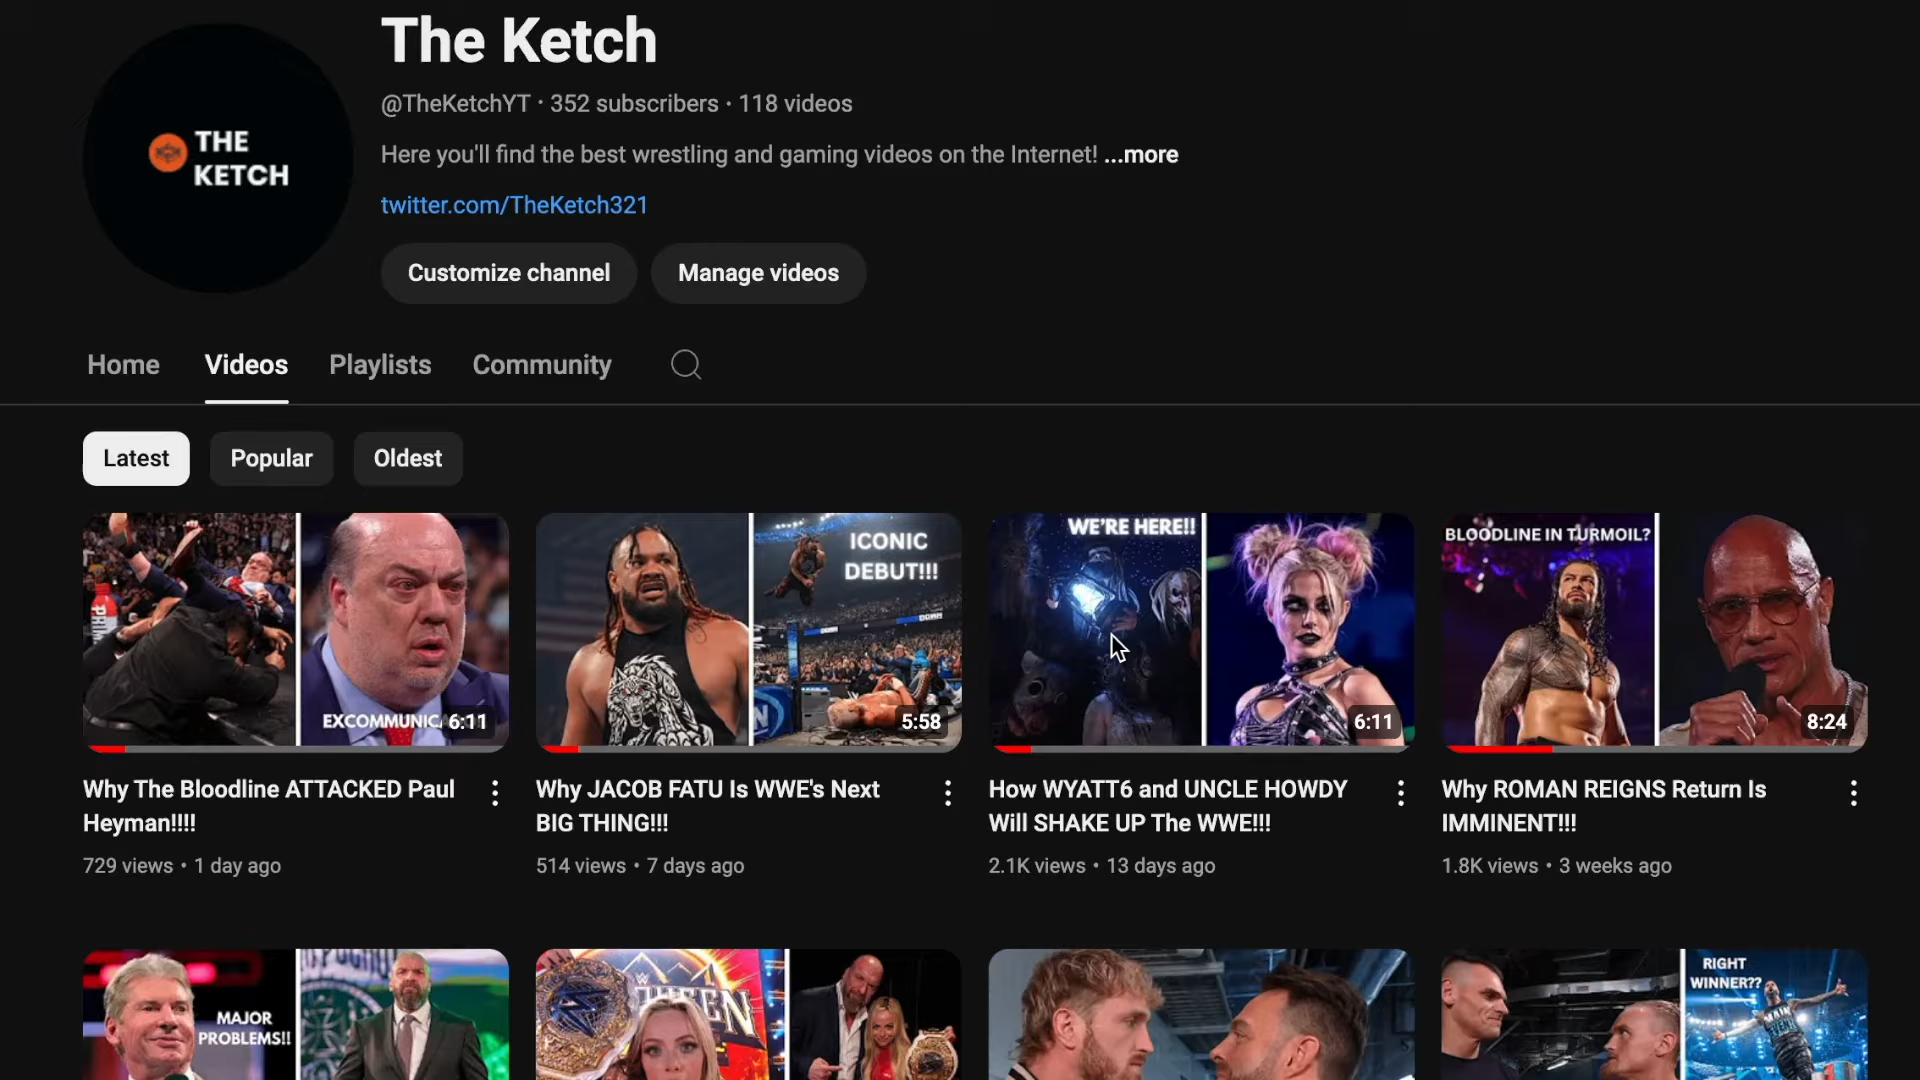 The Ketch
THE
KETCH
@TheKetchYT · 352 subscribers · 118 videos
Here you'll find the best wrestling and gaming videos on the Internet! ...more
twitter.com/TheKetch321
Customize channel
Manage videos
Home
Videos
Playlists
Community
Latest
Popular
Oldest
EXCOMMUNICA
6:11
ICONIC
DEBUT!!!
5:58
WE'RE HERE!!
6:11
BLOODLINE IN TURMOIL?
8:24
Why The Bloodline ATTACKED Paul
Heyman!!!!
729 views • 1 day ago
Why JACOB FATU Is WWE's Next
BIG THING!!!
514 views • 7 days ago
How WYATT6 and UNCLE HOWDY
Will SHAKE UP The WWE!!!
2.1K views • 13 days ago
Why ROMAN REIGNS Return Is
IMMINENT!!!
1.8K views • 3 weeks ago
MAJOR
PROBLEMS!!
RIGHT
WINNER??